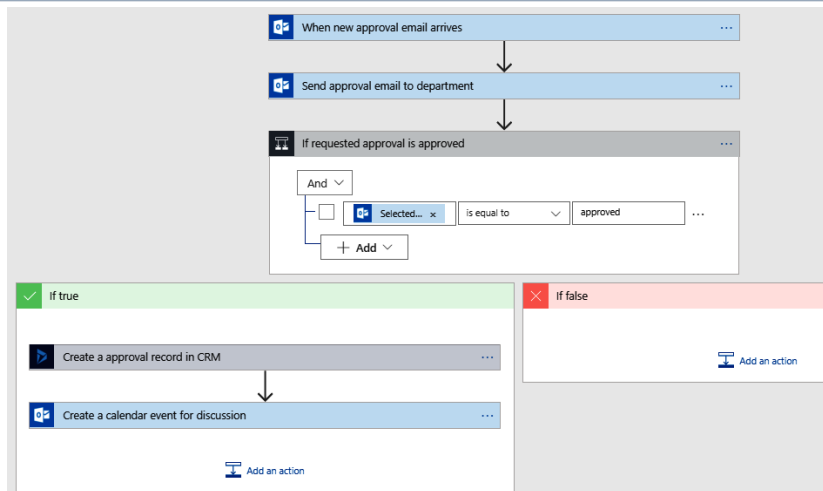 When new approval email arrives ...
Send approval email to department ...
If requested approval is approved ...
And
Selected... × is equal to approved ...
+ Add
If true
If false
Create a approval record in CRM ...
Add an action
Create a calendar event for discussion ...
Add an action